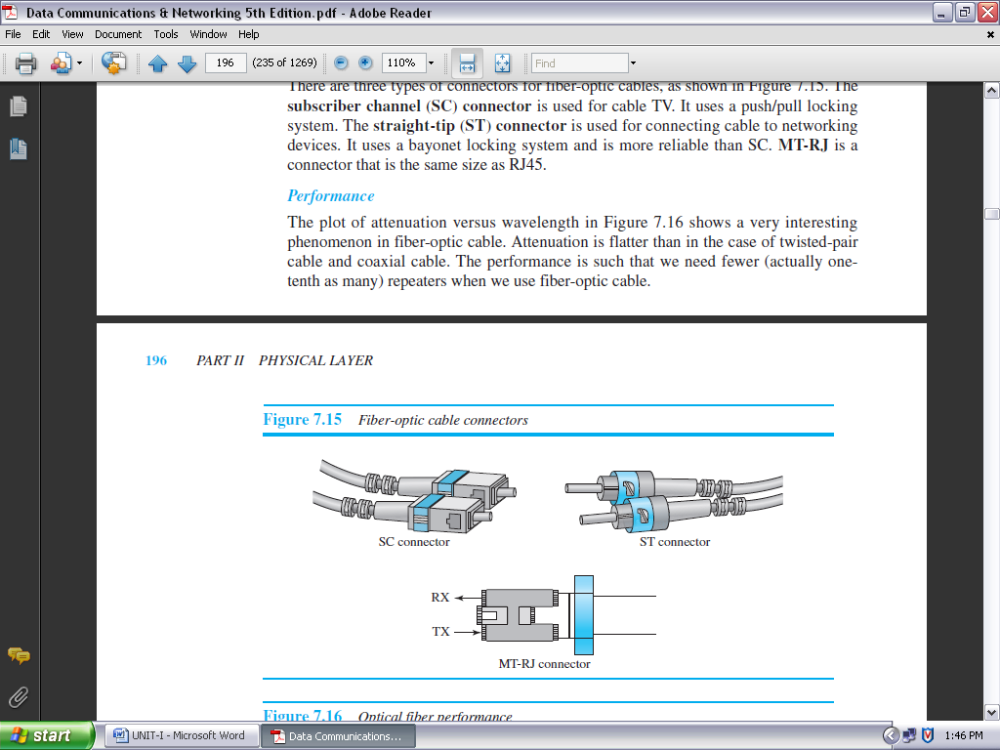 Data Communications & Networking 5th Edition.pdf - Adobe Reader
File Edit View Document Tools Window Help
196 (235 of 1269) 110% Find
There are three types of connectors for fiber-optic cables, as shown in Figure 7.15. The
subscriber channel (SC) connector is used for cable TV. It uses a push/pull locking
system. The straight-tip (ST) connector is used for connecting cable to networking
devices. It uses a bayonet locking system and is more reliable than SC. MT-RJ is a
connector that is the same size as RJ45.
Performance
The plot of attenuation versus wavelength in Figure 7.16 shows a very interesting
phenomenon in fiber-optic cable. Attenuation is flatter than in the case of twisted-pair
cable and coaxial cable. The performance is such that we need fewer (actually one-
tenth as many) repeaters when we use fiber-optic cable.
196 PART II PHYSICAL LAYER
Figure 7.15 Fiber-optic cable connectors
SC connector
ST connector
RX
TX
MT-RJ connector
Figure 7.16 Optical fiber performance
start UNIT-I - Microsoft Word Data Communications... 1:46 PM